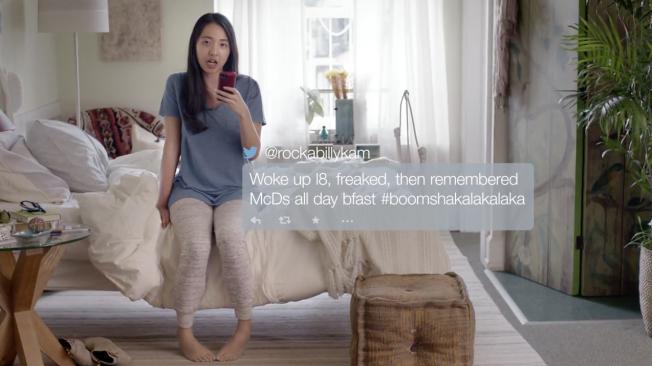 @rockabillykam
Woke up l8, freaked, then remembered
McDs all day bfast #boomshakalakalaka